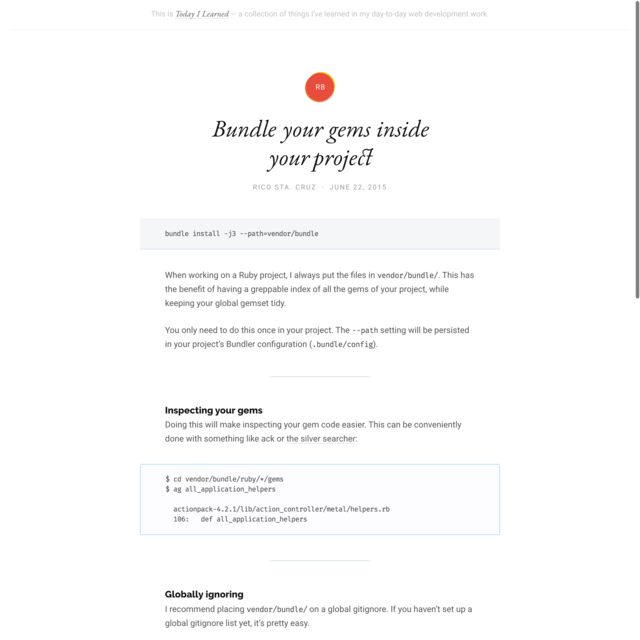 This is Today I Learned — a collection of things I've learned in my day-to-day web development work.
RB
Bundle your gems inside
your project
RICO STA. CRUZ · JUNE 22, 2015
bundle install -j3 --path=vendor/bundle
When working on a Ruby project, I always put the files in vendor/bundle/. This has
the benefit of having a greppable index of all the gems of your project, while
keeping your global gemset tidy.
You only need to do this once in your project. The --path setting will be persisted
in your project's Bundler configuration (.bundle/config).
Inspecting your gems
Doing this will make inspecting your gem code easier. This can be conveniently
done with something like ack or the silver searcher:
$ cd vendor/bundle/ruby/*/gems
$ ag all_application_helpers
actionpack-4.2.1/lib/action_controller/metal/helpers.rb
106:   def all_application_helpers
Globally ignoring
I recommend placing vendor/bundle/ on a global gitignore. If you haven't set up a
global gitignore list yet, it's pretty easy.